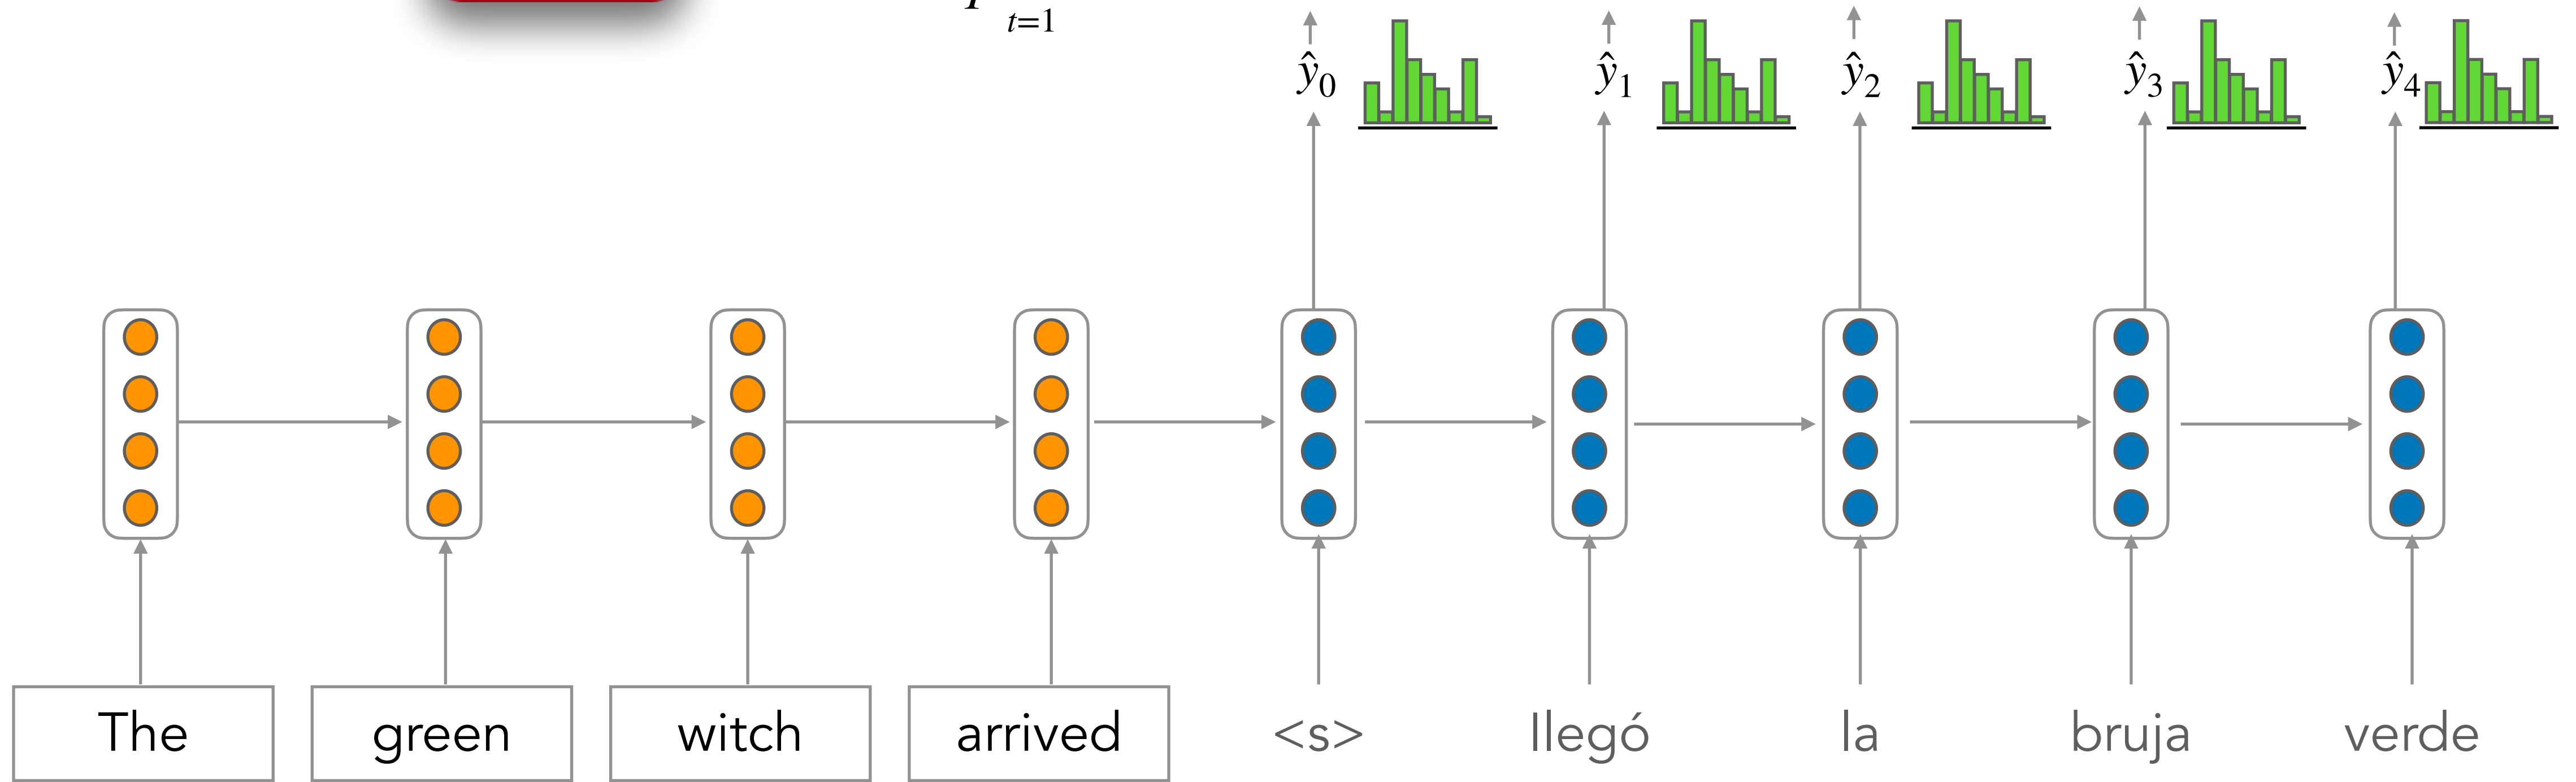 t=1
ŷ0 ŷ1 ŷ2 ŷ3 ŷ4
The green witch arrived <s> llegó la bruja verde